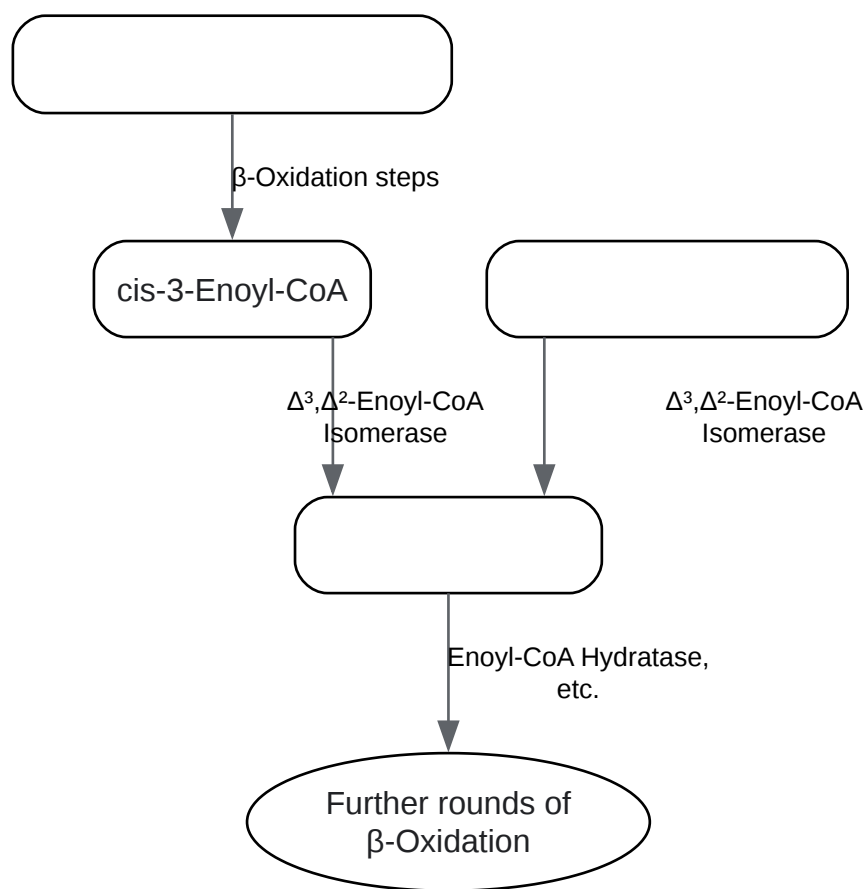 β-Oxidation steps
cis-3-Enoyl-CoA
Δ³,Δ²-Enoyl-CoA
Isomerase
Δ³,Δ²-Enoyl-CoA
Isomerase
Enoyl-CoA Hydratase,
etc.
Further rounds of
β-Oxidation